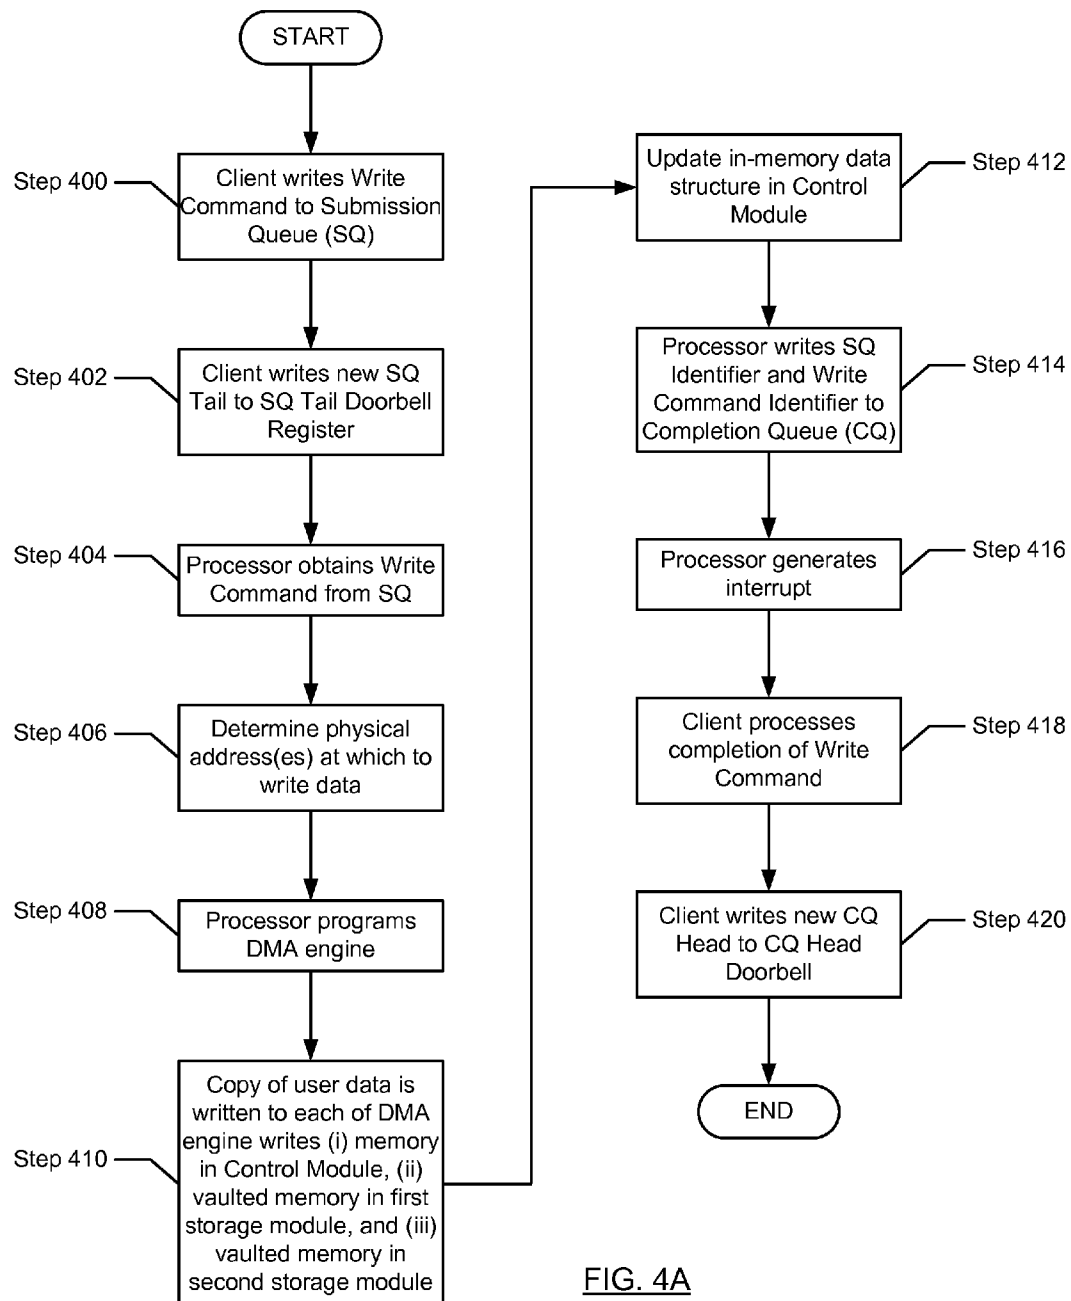 START
Step 400
Client writes Write
Command to Submission
Queue (SQ)
Step 402
Client writes new SQ
Tail to SQ Tail Doorbell
Register
Step 404
Processor obtains Write
Command from SQ
Step 406
Determine physical
address(es) at which to
write data
Step 408
Processor programs
DMA engine
Step 410
Copy of user data is
written to each of DMA
engine writes (i) memory
in Control Module, (ii)
vaulted memory in first
storage module, and (iii)
vaulted memory in
second storage module
Update in-memory data
structure in Control
Module
Step 412
Processor writes SQ
Identifier and Write
Command Identifier to
Completion Queue (CQ)
Step 414
Processor generates
interrupt
Step 416
Client processes
completion of Write
Command
Step 418
Client writes new CQ
Head to CQ Head
Doorbell
Step 420
END
FIG. 4A